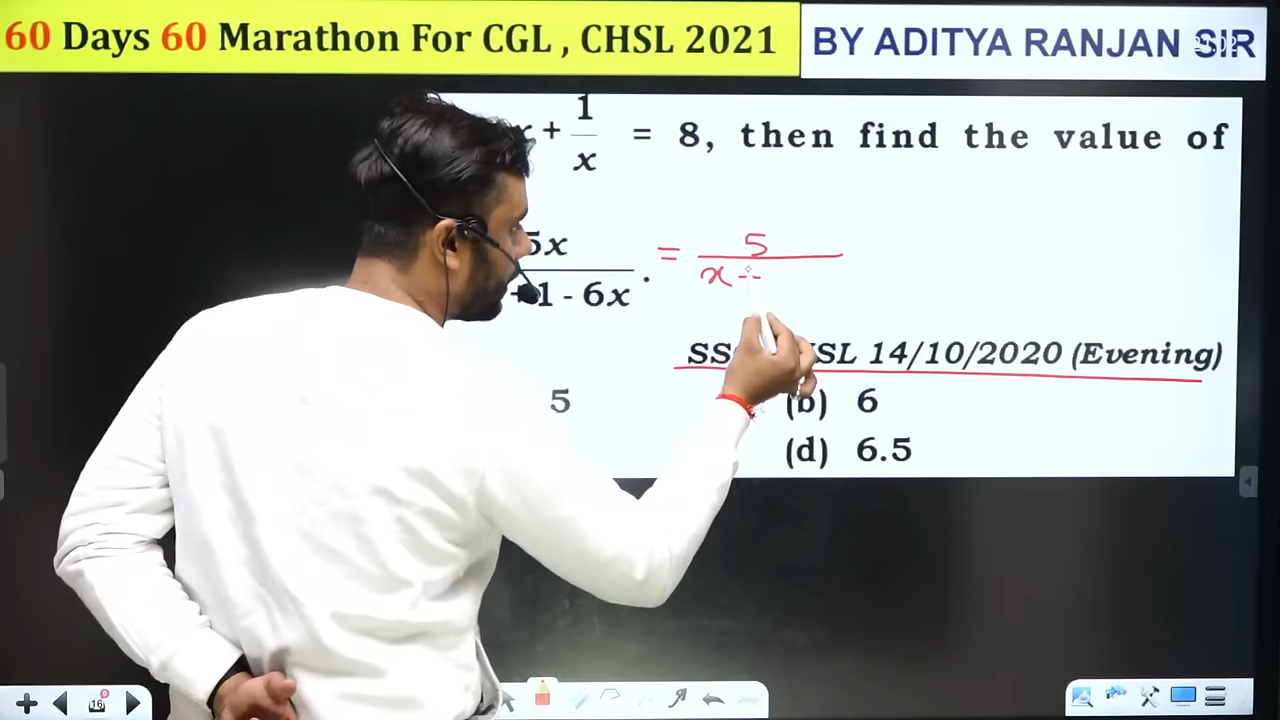 60 Days 60 Marathon For CGL , CHSL 2021
BY ADITYA RANJAN SIR
x + 1/x = 8, then find the value of
5x
+1 - 6x
.
= 5
x +
14/10/2020 (Evening)
5
(b) 6
(d) 6.5
16